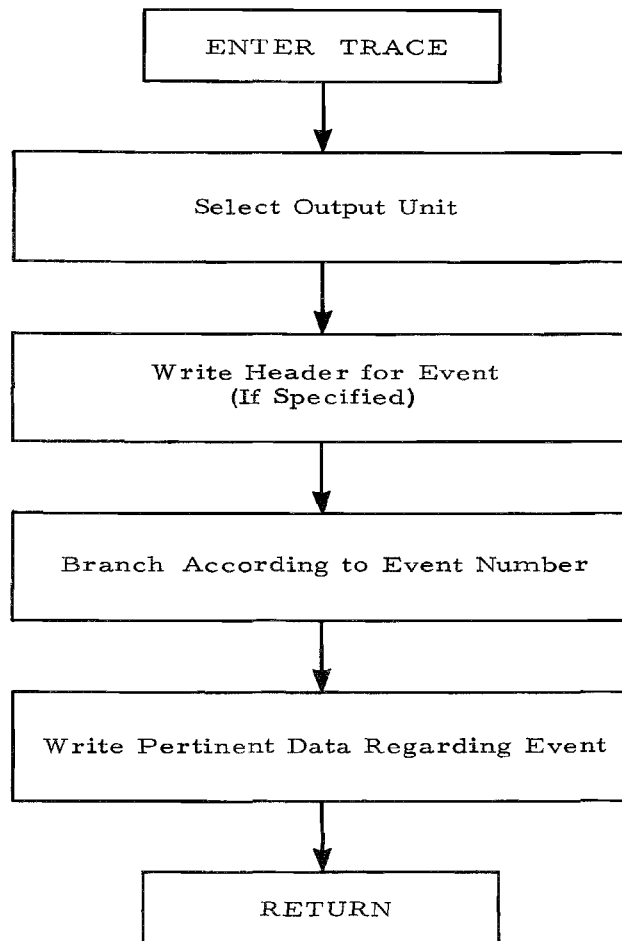 ENTER TRACE
Select Output Unit
Write Header for Event
(If Specified)
Branch According to Event Number
Write Pertinent Data Regarding Event
RETURN